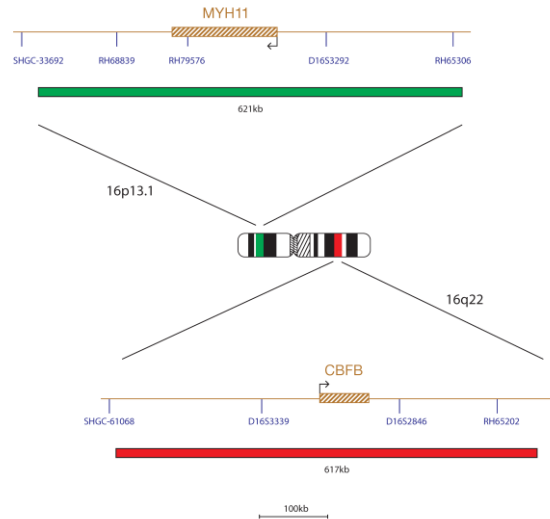 MYH11
SHGC-33692 RH68839 RH79576 D16S3292 RH65306
621kb
16p13.1
16q22
CBFB
SHGC-61068 D16S3339 D16S2846 RH65202
617kb
100kb